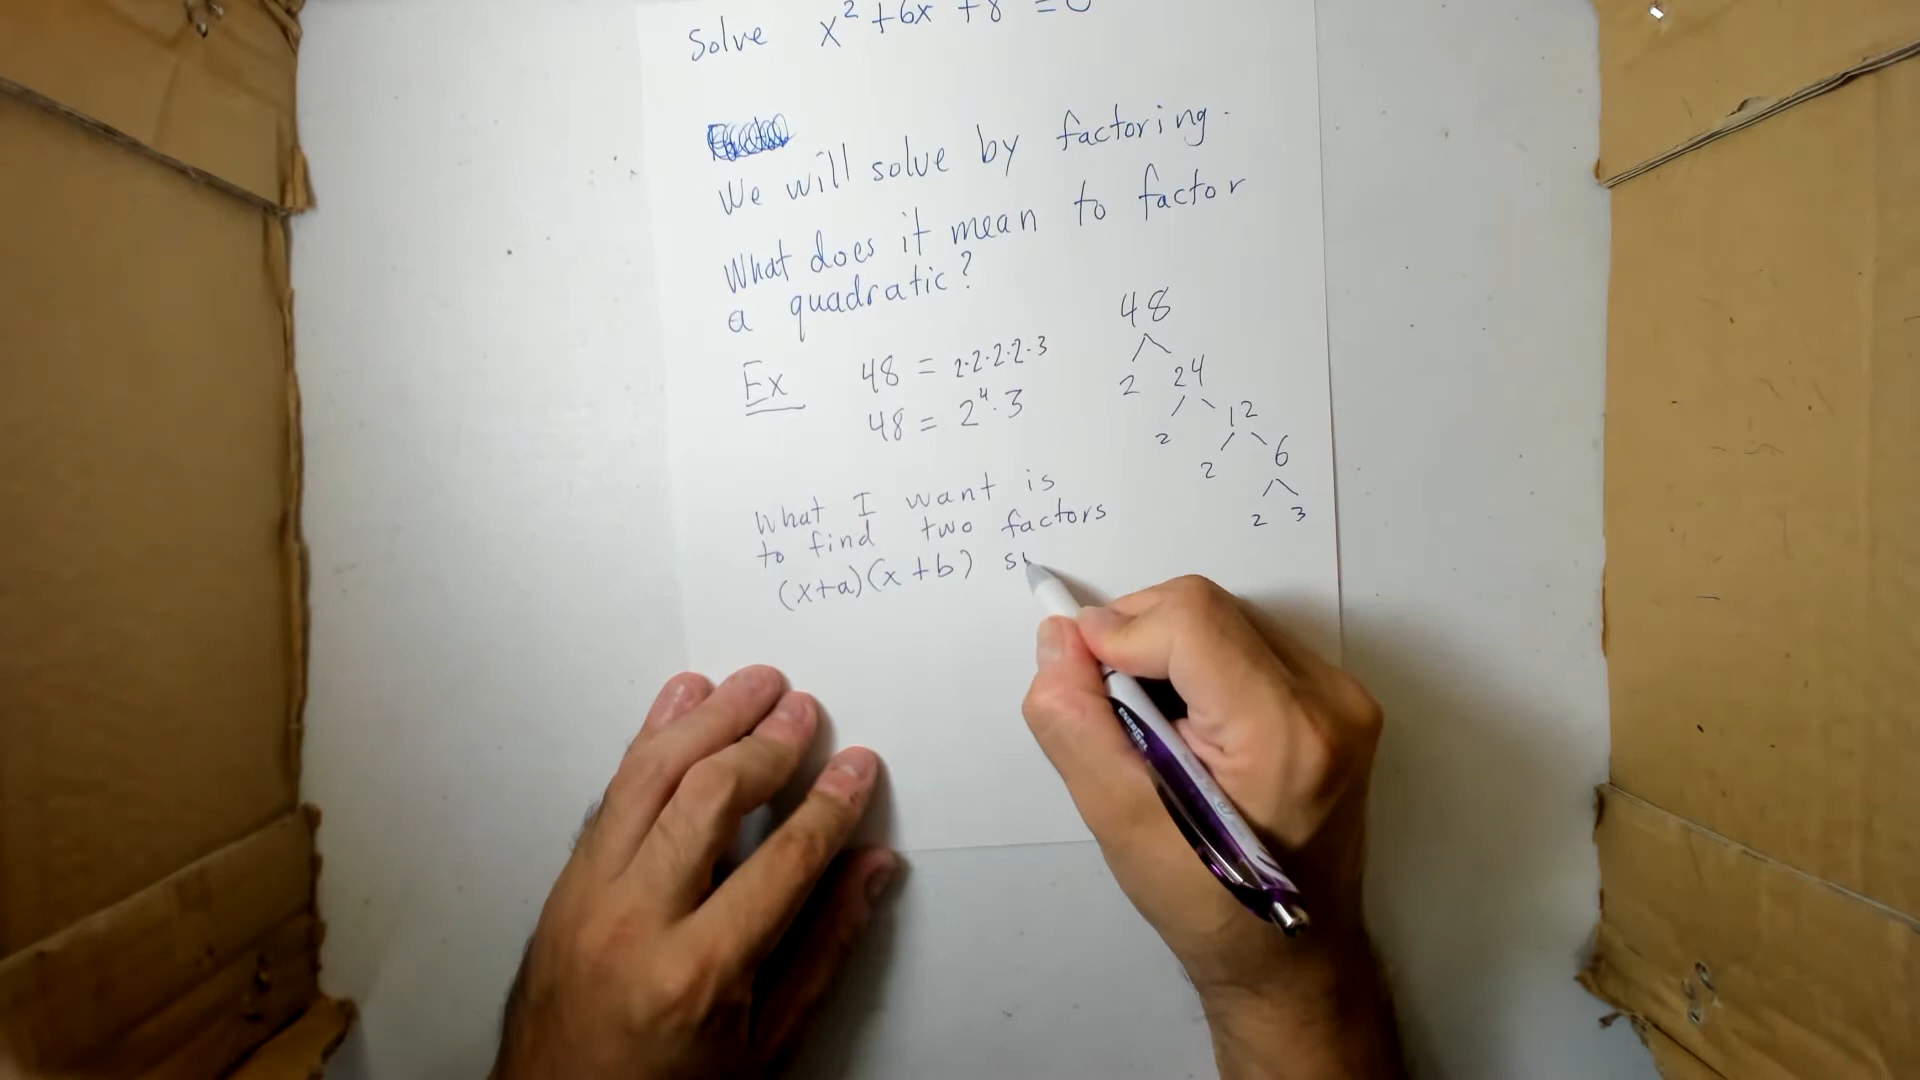 Solve x² + 6x + 8 = 0
We will solve by factoring.
What does it mean to factor
a quadratic?
Ex
48 = 2·2·2·2·3
48 = 2⁴·3
48
2 24
2 12
2 6
2 3
What I want is
to find two factors
(x+a)(x+b) su
ENERGEL